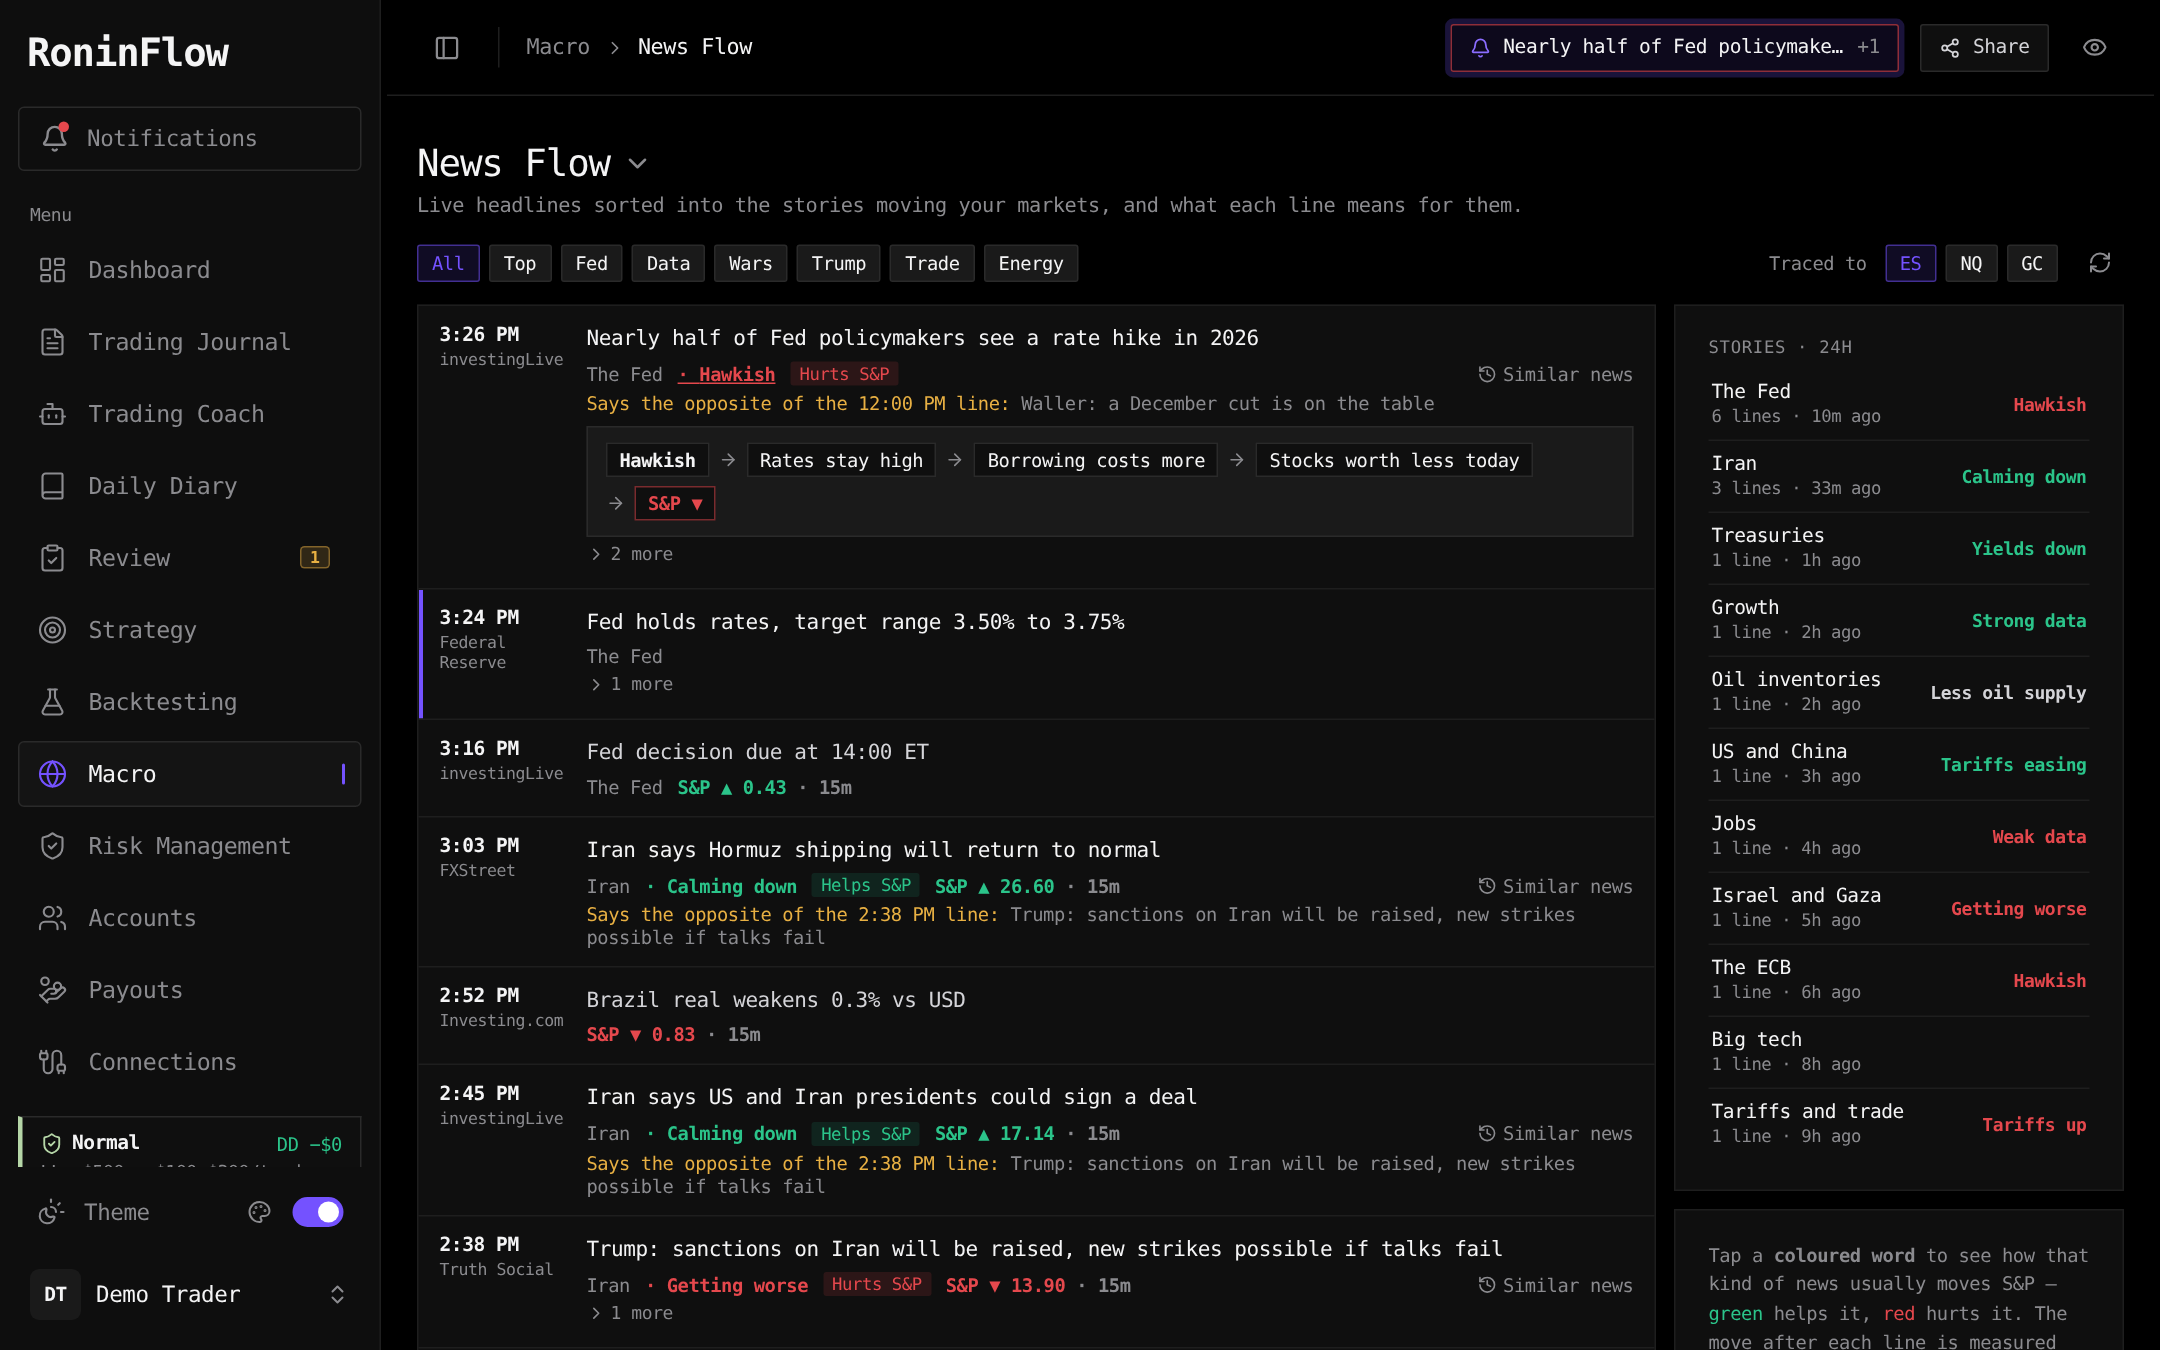 RoninFlow
Notifications
Menu
Dashboard
Trading Journal
Trading Coach
Daily Diary
Review 1
Strategy
Backtesting
Macro
Risk Management
Accounts
Payouts
Connections
Normal DD −$0
Theme
DT Demo Trader
Macro > News Flow
Nearly half of Fed policymake… +1
Share
News Flow
Live headlines sorted into the stories moving your markets, and what each line means for them.
All Top Fed Data Wars Trump Trade Energy
Traced to ES NQ GC
3:26 PM
investingLive
Nearly half of Fed policymakers see a rate hike in 2026
The Fed · Hawkish Hurts S&P Similar news
Says the opposite of the 12:00 PM line: Waller: a December cut is on the table
Hawkish → Rates stay high → Borrowing costs more → Stocks worth less today
→ S&P ▼
> 2 more
3:24 PM
Federal
Reserve
Fed holds rates, target range 3.50% to 3.75%
The Fed
> 1 more
3:16 PM
investingLive
Fed decision due at 14:00 ET
The Fed S&P ▲ 0.43 · 15m
3:03 PM
FXStreet
Iran says Hormuz shipping will return to normal
Iran · Calming down Helps S&P S&P ▲ 26.60 · 15m Similar news
Says the opposite of the 2:38 PM line: Trump: sanctions on Iran will be raised, new strikes
possible if talks fail
2:52 PM
Investing.com
Brazil real weakens 0.3% vs USD
S&P ▼ 0.83 · 15m
2:45 PM
investingLive
Iran says US and Iran presidents could sign a deal
Iran · Calming down Helps S&P S&P ▲ 17.14 · 15m Similar news
Says the opposite of the 2:38 PM line: Trump: sanctions on Iran will be raised, new strikes
possible if talks fail
2:38 PM
Truth Social
Trump: sanctions on Iran will be raised, new strikes possible if talks fail
Iran · Getting worse Hurts S&P S&P ▼ 13.90 · 15m Similar news
> 1 more
STORIES · 24H
The Fed
6 lines · 10m ago
Hawkish
Iran
3 lines · 33m ago
Calming down
Treasuries
1 line · 1h ago
Yields down
Growth
1 line · 2h ago
Strong data
Oil inventories
1 line · 2h ago
Less oil supply
US and China
1 line · 3h ago
Tariffs easing
Jobs
1 line · 4h ago
Weak data
Israel and Gaza
1 line · 5h ago
Getting worse
The ECB
1 line · 6h ago
Hawkish
Big tech
1 line · 8h ago
Tariffs and trade
1 line · 9h ago
Tariffs up
Tap a coloured word to see how that
kind of news usually moves S&P —
green helps it, red hurts it. The
move after each line is measured